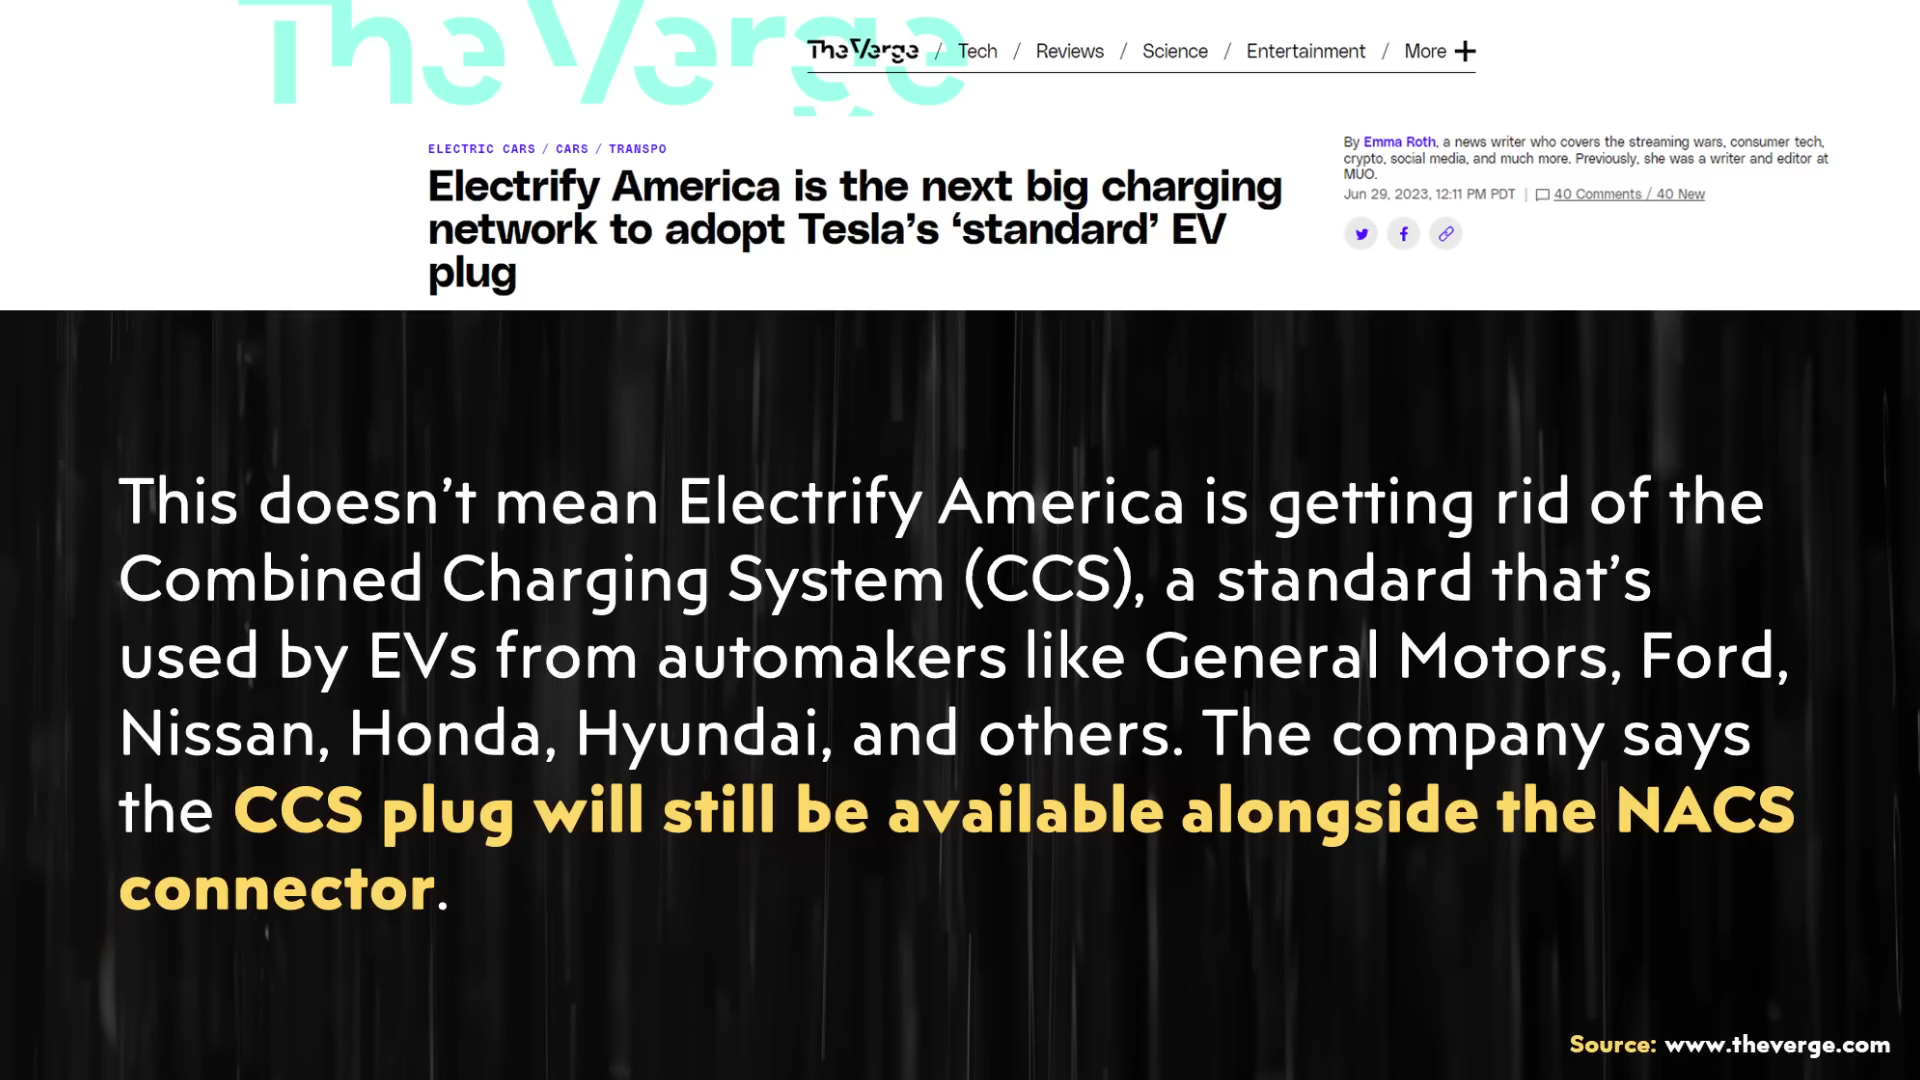 The Verge
The Verge / Tech / Reviews / Science / Entertainment / More +
ELECTRIC CARS / CARS / TRANSPO
Electrify America is the next big charging
network to adopt Tesla’s ‘standard’ EV
plug
By Emma Roth, a news writer who covers the streaming wars, consumer tech,
crypto, social media, and much more. Previously, she was a writer and editor at
MUO.
Jun 29, 2023, 12:11 PM PDT | 40 Comments / 40 New
This doesn’t mean Electrify America is getting rid of the
Combined Charging System (CCS), a standard that’s
used by EVs from automakers like General Motors, Ford,
Nissan, Honda, Hyundai, and others. The company says
the CCS plug will still be available alongside the NACS
connector.
Source: www.theverge.com